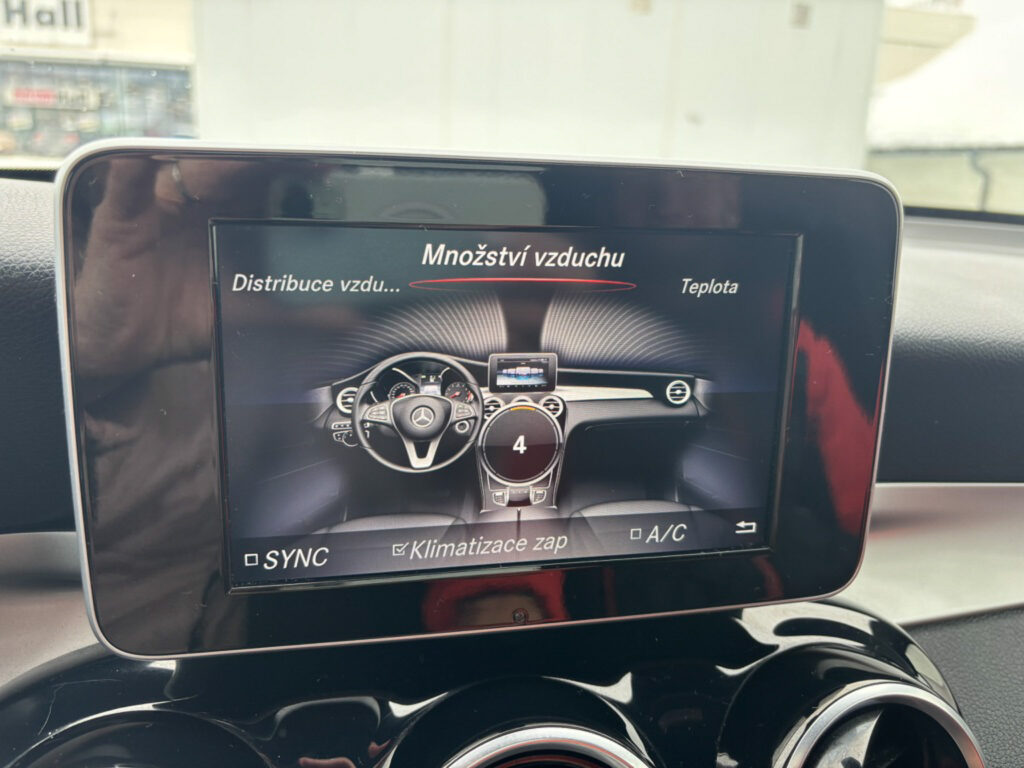 Hall
Množství vzduchu
Distribuce vzdu...
Teplota
4
SYNC
Klimatizace zap
A/C